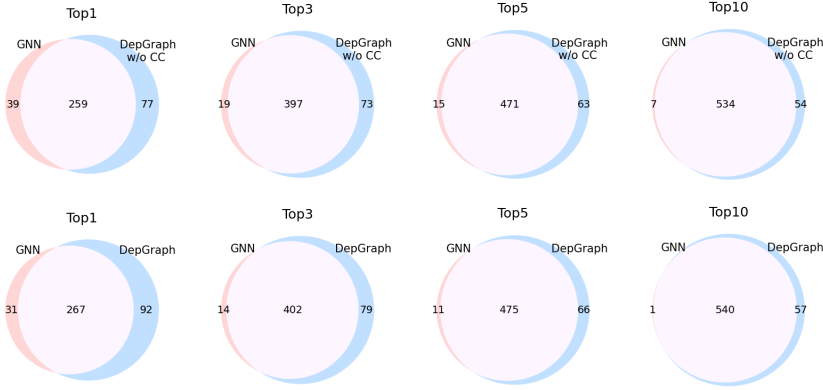 Top1
GNN
DepGraph
w/o CC
39
259
77
Top3
GNN
DepGraph
w/o CC
19
397
73
Top5
GNN
DepGraph
w/o CC
15
471
63
Top10
GNN
DepGraph
w/o CC
7
534
54
Top1
GNN
DepGraph
31
267
92
Top3
GNN
DepGraph
14
402
79
Top5
GNN
DepGraph
11
475
66
Top10
GNN
DepGraph
1
540
57